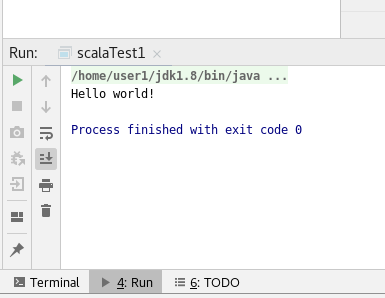 Run: scalaTest1
/home/user1/jdk1.8/bin/java ...
Hello world!
Process finished with exit code 0
Terminal 4: Run 6: TODO